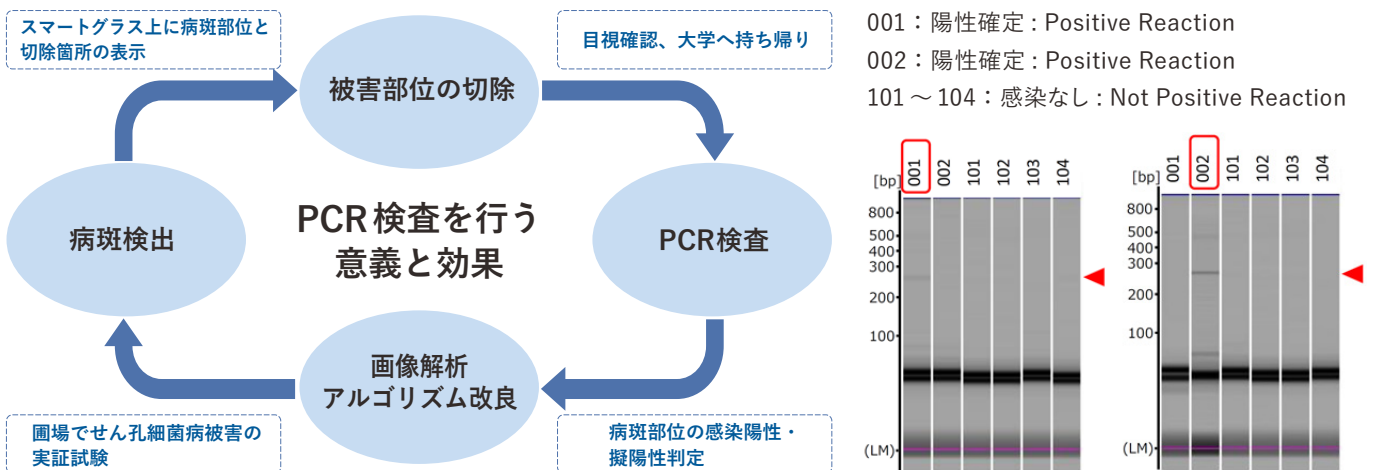 スマートグラス上に病斑部位と
切除箇所の表示
目視確認、大学へ持ち帰り
被害部位の切除
病斑検出
PCR検査を行う
意義と効果
PCR検査
画像解析
アルゴリズム改良
圃場でせん孔細菌病被害の
実証試験
病斑部位の感染陽性・
擬陽性判定
001：陽性確定 : Positive Reaction
002：陽性確定 : Positive Reaction
101～104：感染なし : Not Positive Reaction
[bp] 001 002 101 102 103 104
800
500
400
300
200
100
(LM)
[bp] 001 002 101 102 103 104
800
500
400
300
200
100
(LM)